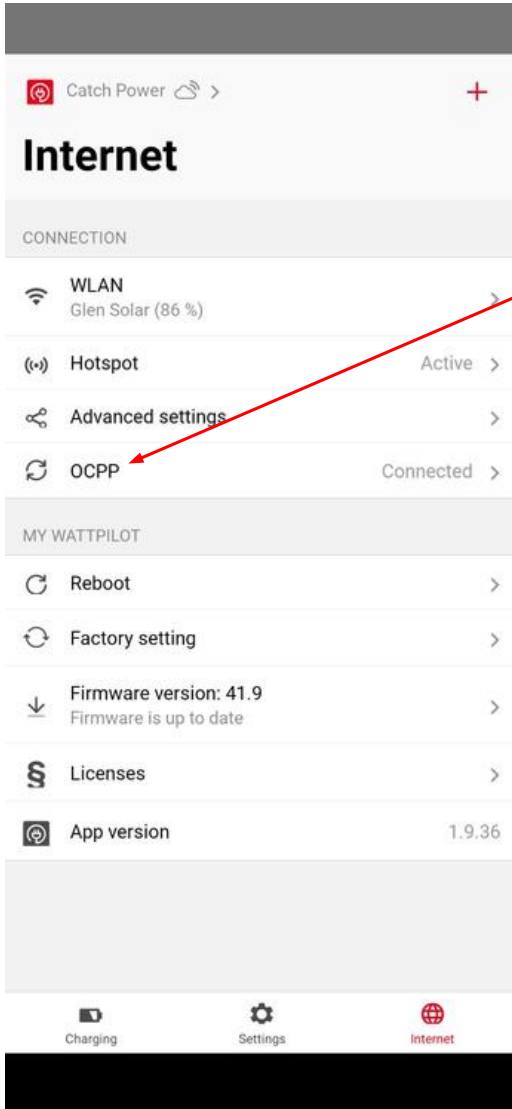 Catch Power
Internet
CONNECTION
WLAN
Glen Solar (86 %)
Hotspot Active
Advanced settings
OCPP Connected
MY WATTPILOT
Reboot
Factory setting
Firmware version: 41.9
Firmware is up to date
Licenses
App version 1.9.36
Charging Settings Internet